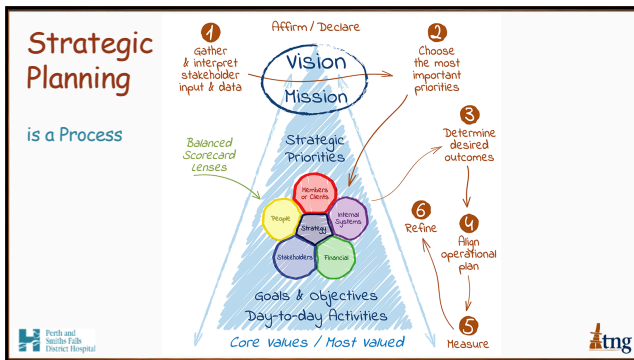 Strategic
Planning
is a Process
Affirm / Declare
1
Gather
& interpret
stakeholder
input & data
Vision
Mission
2
Choose
the most
important
priorities
3
Determine
desired
outcomes
4
Align
operational
plan
5
Measure
6
Refine
Balanced
Scorecard
Lenses
Strategic
Priorities
Members
or Clients
People
Internal
Systems
Strategy
Stakeholders
Financial
Goals & Objectives
Day-to-day Activities
Core Values / Most Valued
Perth and
Smiths Falls
District Hospital
tng